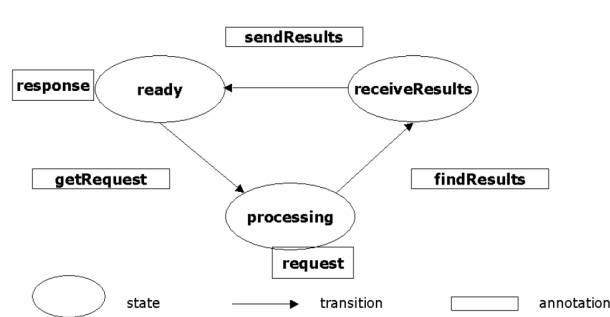 sendResults
response
ready
receiveResults
getRequest
findResults
processing
request
state
transition
annotation